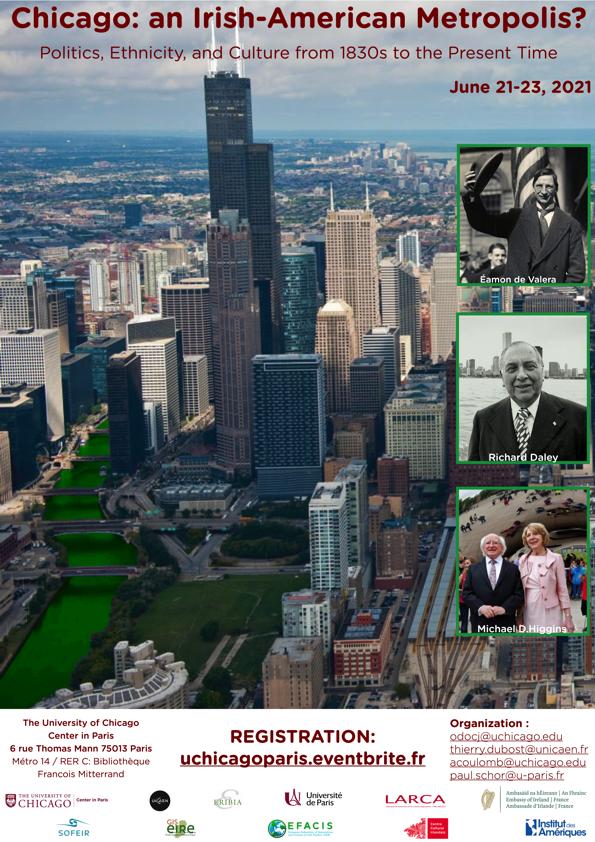 Chicago: an Irish-American Metropolis?
Politics, Ethnicity, and Culture from 1830s to the Present Time
June 21-23, 2021
Éamon de Valera
Richard Daley
Michael D.Higgins
The University of Chicago
Center in Paris
6 rue Thomas Mann 75013 Paris
Métro 14 / RER C: Bibliothèque
Francois Mitterrand
REGISTRATION:
uchicagoparis.eventbrite.fr
Organization :
odocj@uchicago.edu
thierry.dubost@unicaen.fr
acoulomb@uchicago.edu
paul.schor@u-paris.fr
THE UNIVERSITY OF
CHICAGO
Center in Paris
UNICAEN
ERIBIA
Université
de Paris
LARCA
Ambasáid na hÉireann | An Fhrainc
Embassy of Ireland | France
Ambassade d'Irlande | France
SOFEIR
GIS
EIRE
EFACIS
Centre
Culturel
Irlandais
Institut des
Amériques